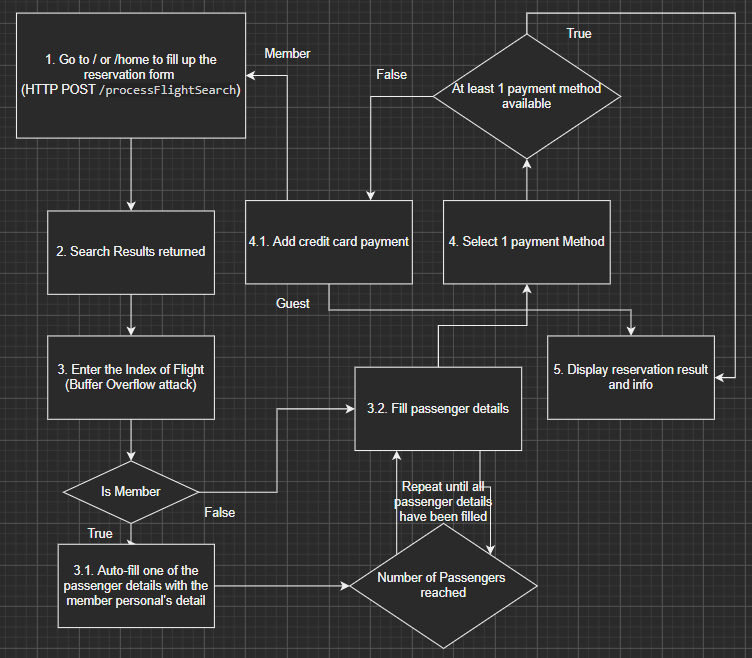 1. Go to / or /home to fill up the
reservation form
(HTTP POST /processFlightSearch)
Member
True
False
At least 1 payment method
available
2. Search Results returned
4.1. Add credit card payment
4. Select 1 payment Method
Guest
3. Enter the Index of Flight
(Buffer Overflow attack)
5. Display reservation result
and info
3.2. Fill passenger details
Is Member
False
True
Repeat until all
passenger details
have been filled
3.1. Auto-fill one of the
passenger details with the
member personal's detail
Number of Passengers
reached